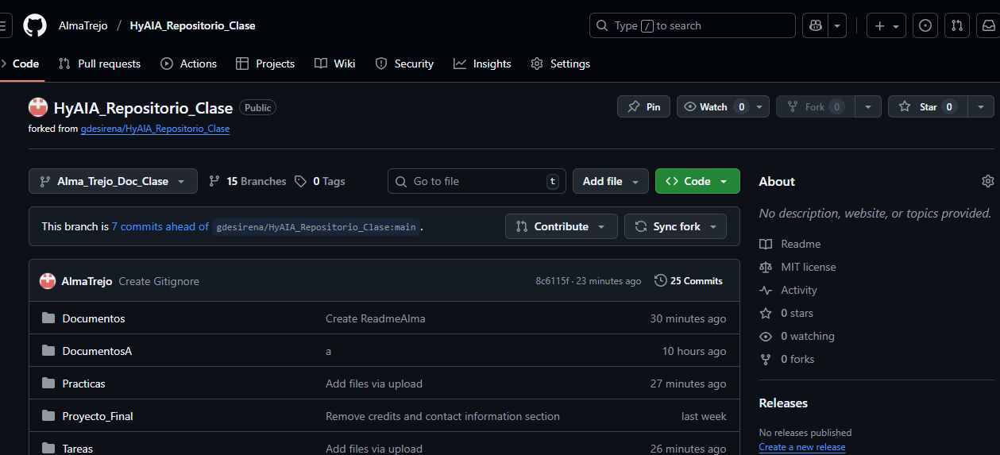 AlmaTrejo / HyAIA_Repositorio_Clase Type / to search
Code Pull requests Actions Projects Wiki Security Insights Settings
HyAIA_Repositorio_Clase Public Pin Watch 0 Fork 0 Star 0
forked from gdesirena/HyAIA_Repositorio_Clase
Alma_Trejo_Doc_Clase 15 Branches 0 Tags Go to file t Add file Code
This branch is 7 commits ahead of gdesirena/HyAIA_Repositorio_Clase:main. Contribute Sync fork
AlmaTrejo Create Gitignore 8c6115f · 23 minutes ago 25 Commits
Documentos Create ReadmeAlma 30 minutes ago
DocumentosA a 10 hours ago
Practicas Add files via upload 27 minutes ago
Proyecto_Final Remove credits and contact information section last week
Tareas Add files via upload 26 minutes ago
About
No description, website, or topics provided.
Readme
MIT license
Activity
0 stars
0 watching
0 forks
Releases
No releases published
Create a new release